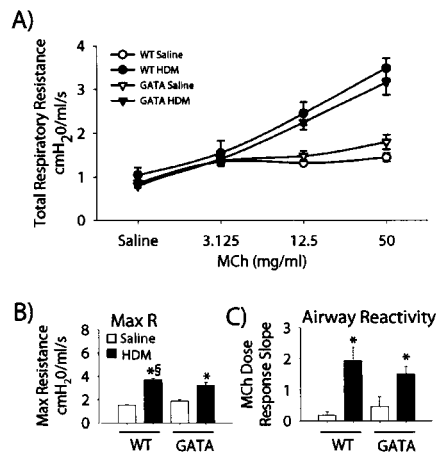 A)
Total Respiratory Resistance
cmH20/ml/s
4
3
2
1
0
WT Saline
WT HDM
GATA Saline
GATA HDM
Saline
3.125
12.5
50
MCh (mg/ml)
B)
Max R
Saline
HDM
Max Resistance
cmH20/ml/s
6
4
2
0
*§
*
WT
GATA
C)
Airway Reactivity
MCh Dose
Response Slope
3
2
1
0
*
*
WT
GATA